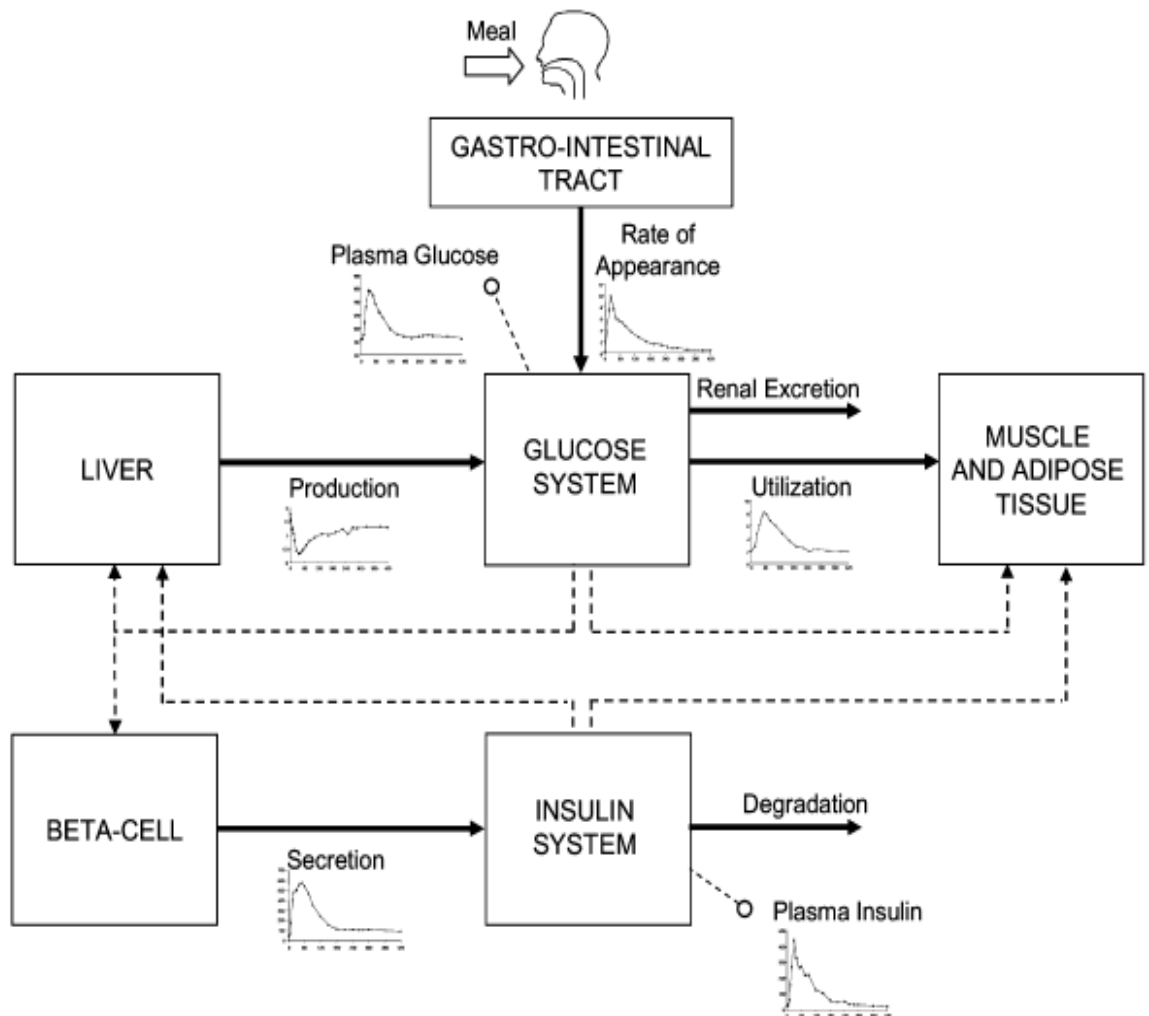 Meal
GASTRO-INTESTINAL
TRACT
Rate of
Appearance
Plasma Glucose
Renal Excretion
LIVER
GLUCOSE
SYSTEM
MUSCLE
AND ADIPOSE
TISSUE
Production
Utilization
BETA-CELL
INSULIN
SYSTEM
Degradation
Secretion
Plasma Insulin